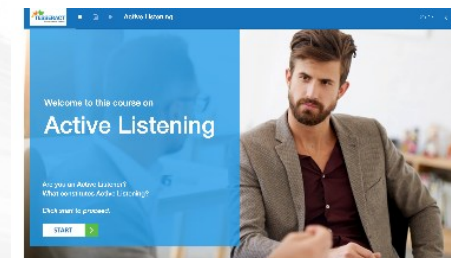 TESSERACT
Active Listening
Welcome to this course on
Active Listening
Are you an Active Listener?
What constitutes Active Listening?
Click start to proceed.
START